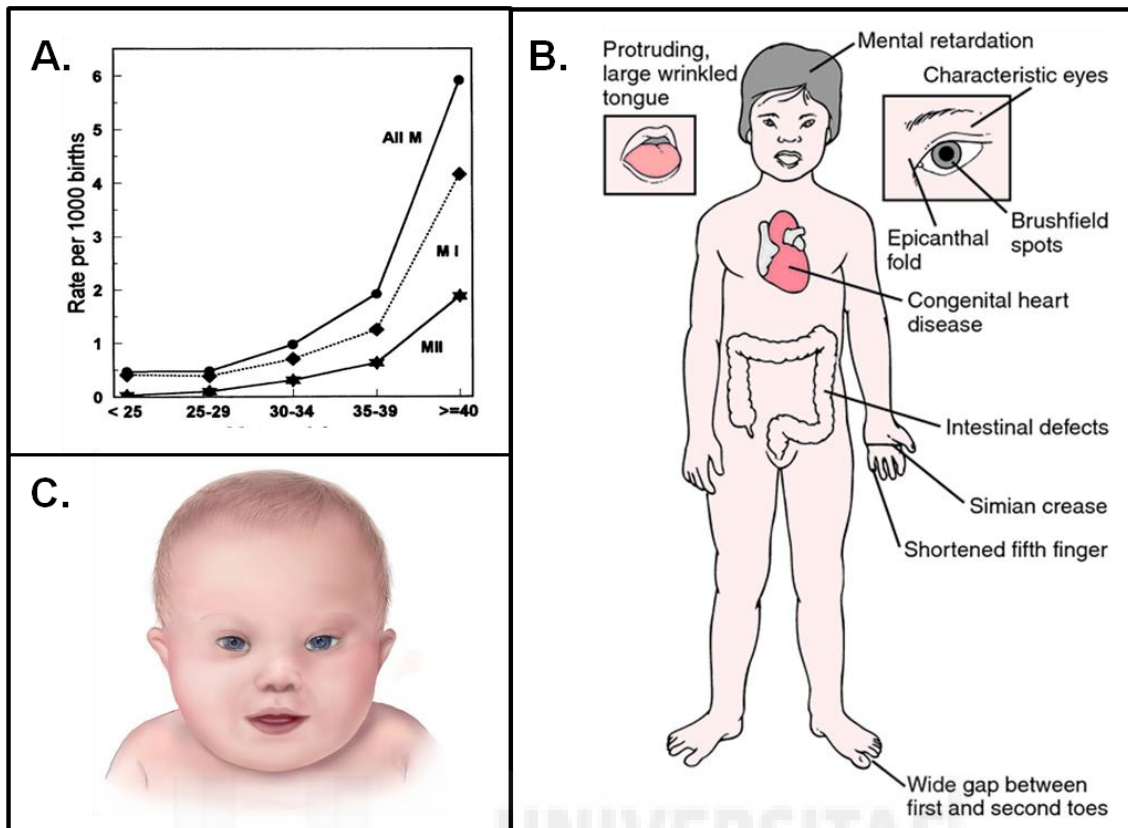 A.
Rate per 1000 births
6
5
4
3
2
1
0
All M
M I
MII
< 25
25-29
30-34
35-39
>=40
B.
Protruding,
large wrinkled
tongue
Mental retardation
Characteristic eyes
Epicanthal
fold
Brushfield
spots
Congenital heart
disease
Intestinal defects
Simian crease
Shortened fifth finger
Wide gap between
first and second toes
C.